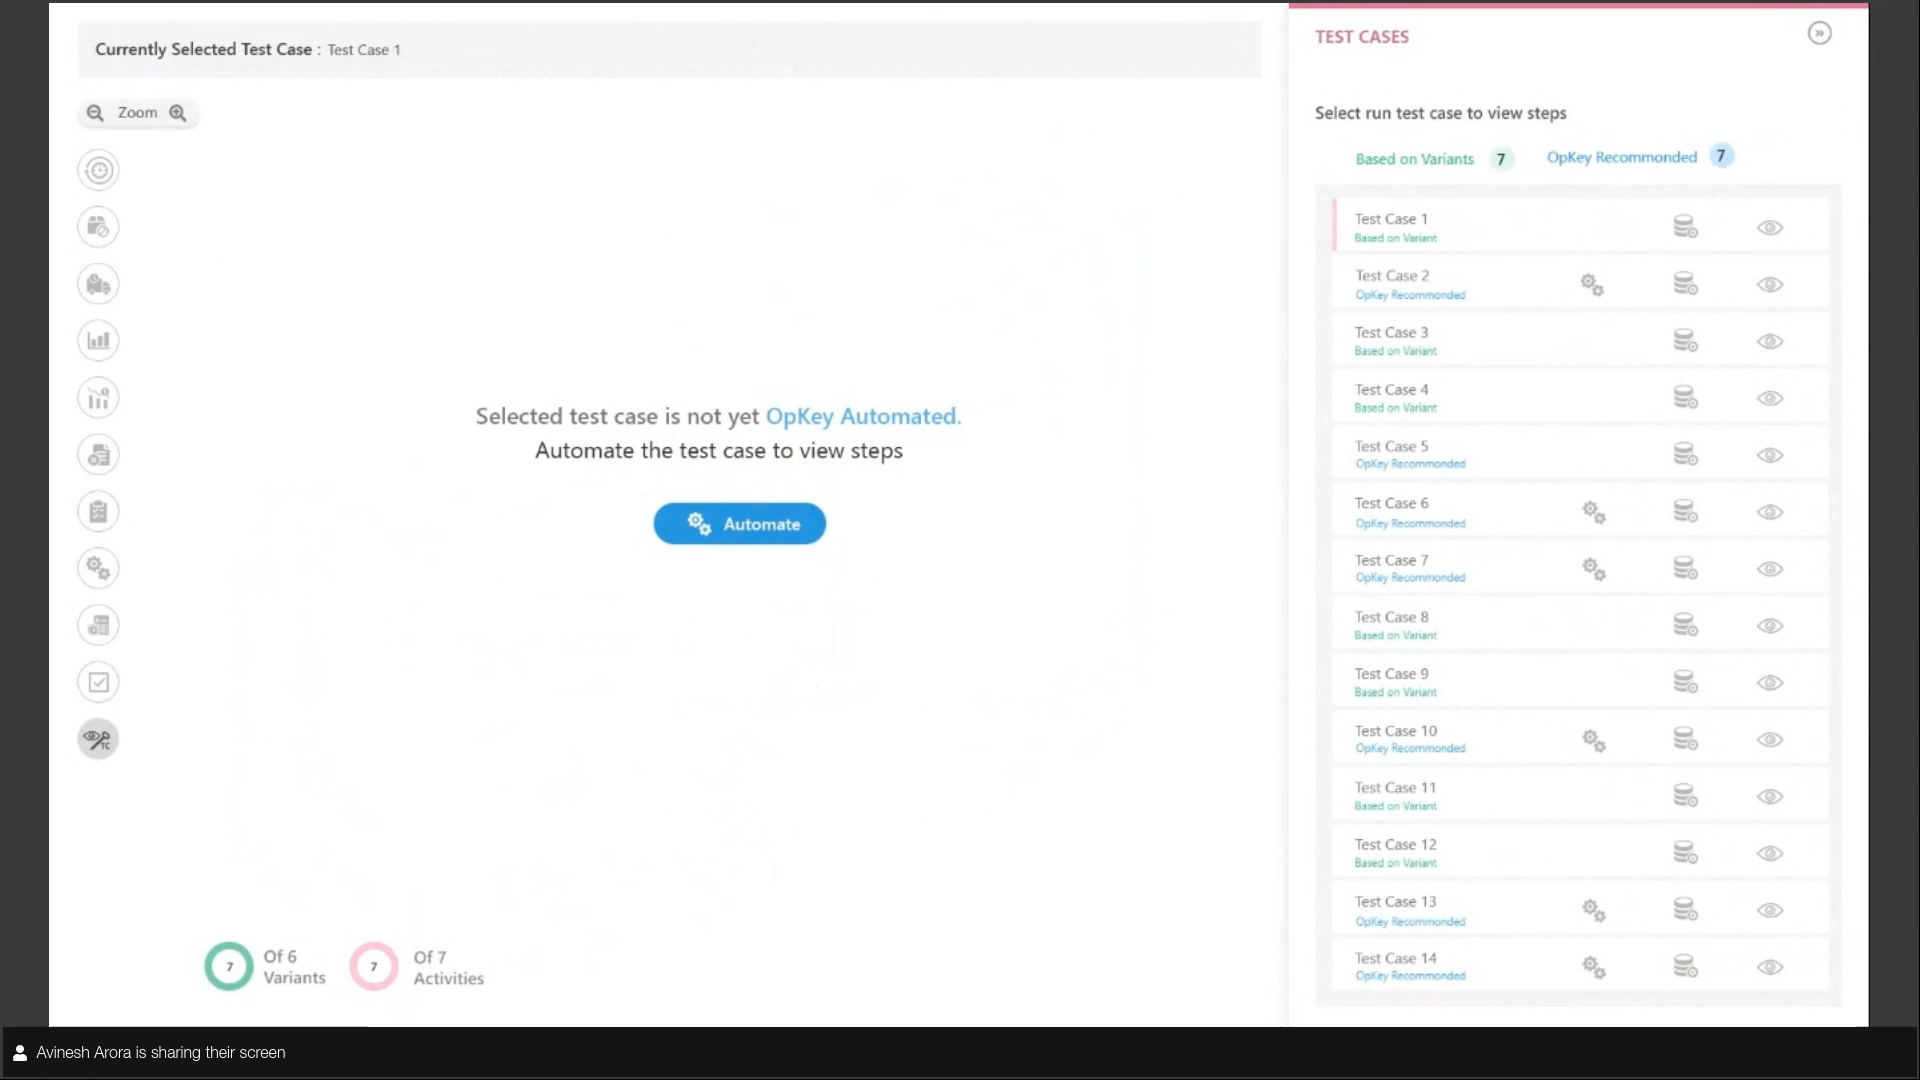 Currently Selected Test Case : Test Case 1
Zoom
Selected test case is not yet OpKey Automated.
Automate the test case to view steps
Automate
7
Of 6
Variants
7
Of 7
Activities
TEST CASES
Select run test case to view steps
Based on Variants 7
OpKey Recommonded 7
Test Case 1
Based on Variant
Test Case 2
OpKey Recommonded
Test Case 3
Based on Variant
Test Case 4
Based on Variant
Test Case 5
OpKey Recommonded
Test Case 6
OpKey Recommonded
Test Case 7
OpKey Recommonded
Test Case 8
Based on Variant
Test Case 9
Based on Variant
Test Case 10
OpKey Recommonded
Test Case 11
Based on Variant
Test Case 12
Based on Variant
Test Case 13
OpKey Recommonded
Test Case 14
OpKey Recommonded
TC
Avinesh Arora is sharing their screen